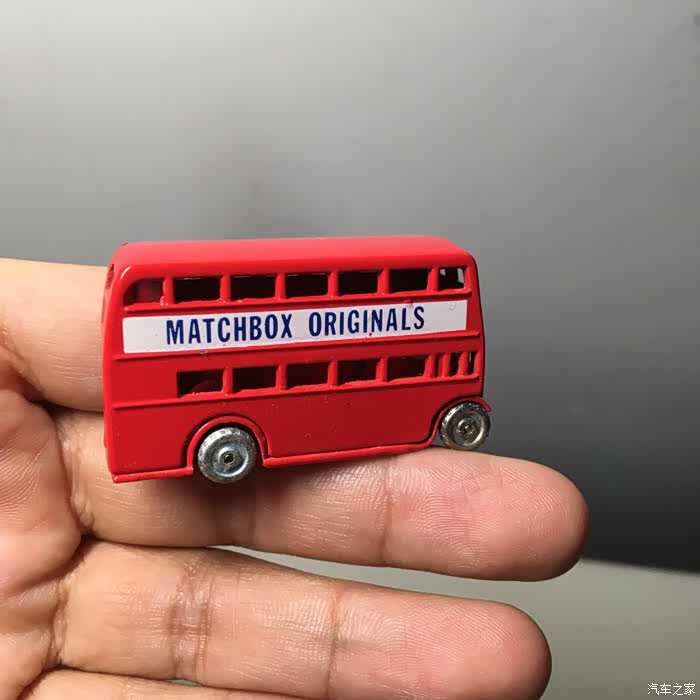 MATCHBOX ORIGINALS
汽车之家